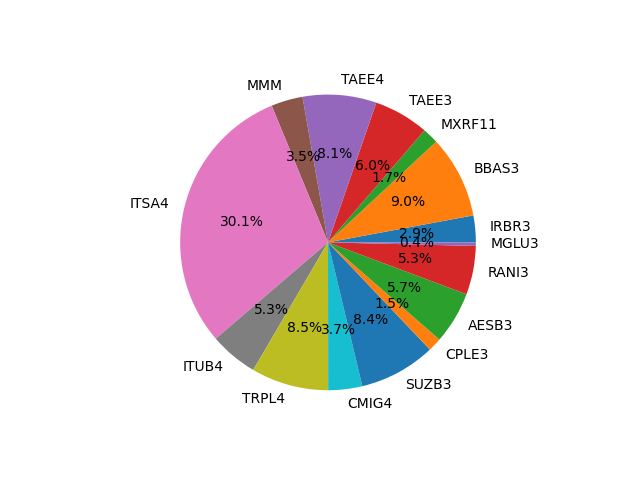 IRBR3
2.9%
BBAS3
9.0%
MXRF11
1.7%
TAEE3
6.0%
TAEE4
8.1%
MMM
3.5%
ITSA4
30.1%
ITUB4
5.3%
TRPL4
8.5%
CMIG4
3.7%
SUZB3
8.4%
CPLE3
1.5%
AESB3
5.7%
RANI3
5.3%
MGLU3
0.4%